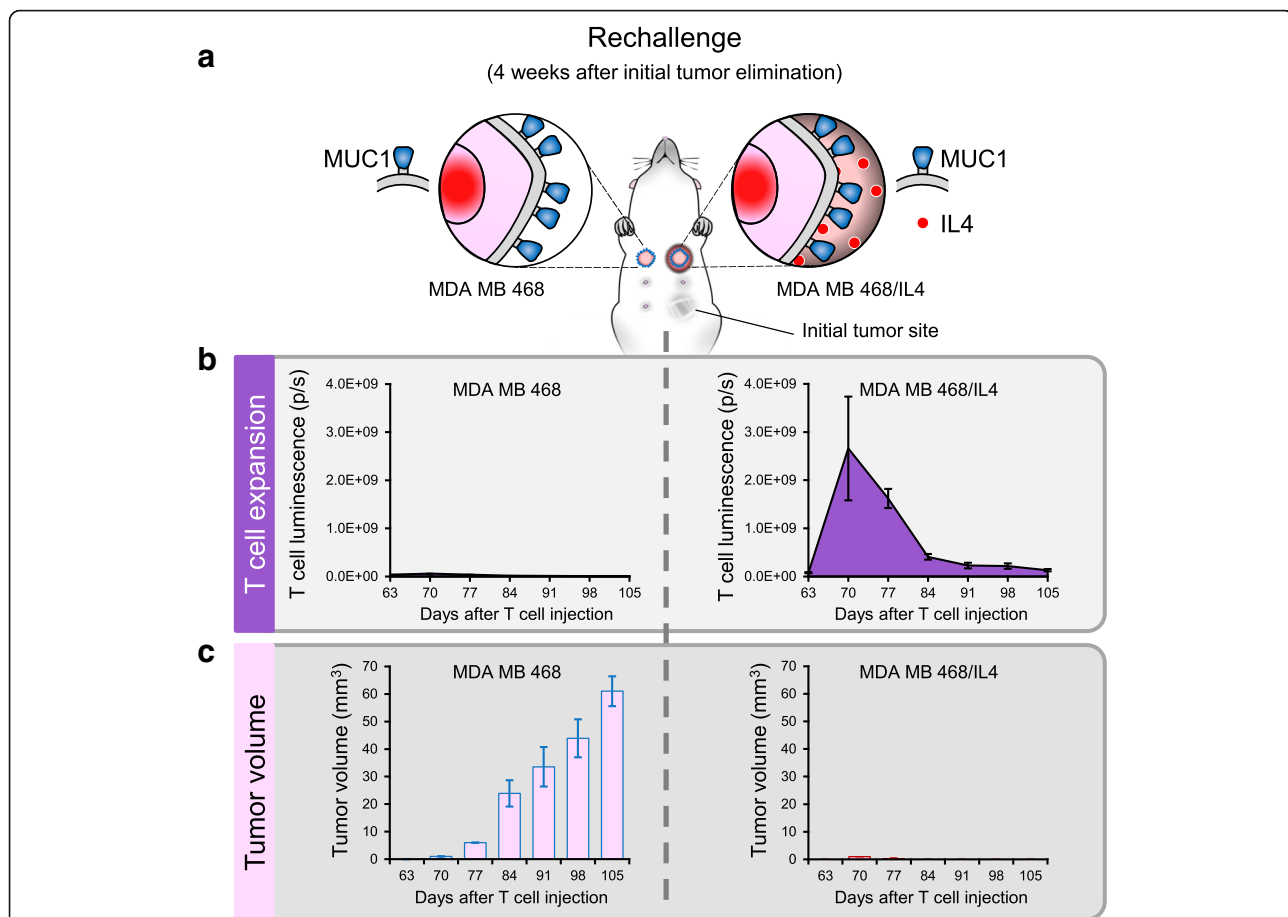 a
Rechallenge
(4 weeks after initial tumor elimination)
MUC1
MUC1
IL4
MDA MB 468
MDA MB 468/IL4
Initial tumor site
b
T cell expansion
T cell luminescence (p/s)
4.0E+09
3.0E+09
2.0E+09
1.0E+09
0.0E+00
MDA MB 468
63 70 77 84 91 98 105
Days after T cell injection
T cell luminescence (p/s)
4.0E+09
3.0E+09
2.0E+09
1.0E+09
0.0E+00
MDA MB 468/IL4
63 70 77 84 91 98 105
Days after T cell injection
c
Tumor volume
Tumor volume (mm³)
70
60
50
40
30
20
10
0
MDA MB 468
63 70 77 84 91 98 105
Days after T cell injection
Tumor volume (mm³)
70
60
50
40
30
20
10
0
MDA MB 468/IL4
63 70 77 84 91 98 105
Days after T cell injection